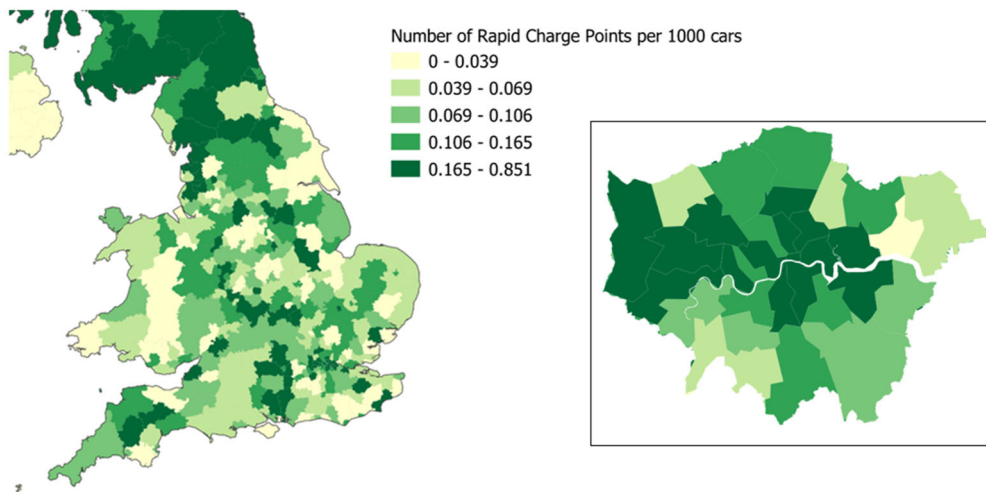 Number of Rapid Charge Points per 1000 cars
0 - 0.039
0.039 - 0.069
0.069 - 0.106
0.106 - 0.165
0.165 - 0.851